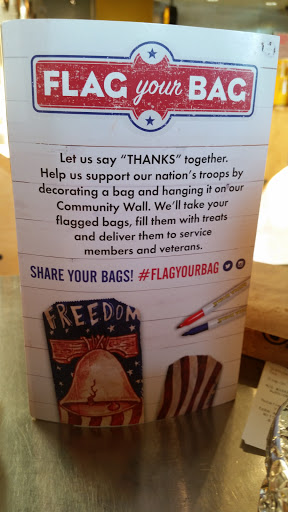 FLAG your BAG
Let us say "THANKS" together.
Help us support our nation's troops by
decorating a bag and hanging it on our
Community Wall. We'll take your
flagged bags, fill them with treats
and deliver them to service
members and veterans.
SHARE YOUR BAGS! #FLAGYOURBAG
FREEDOM